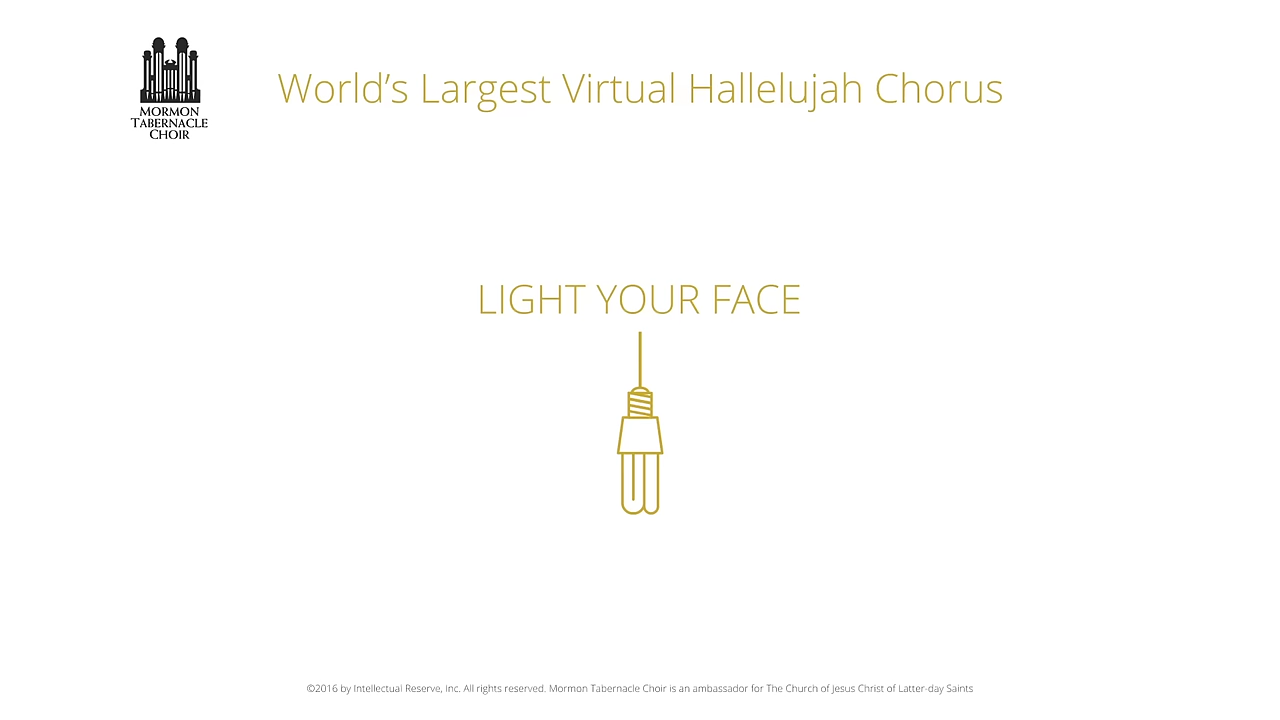 MORMON
TABERNACLE
CHOIR
World's Largest Virtual Hallelujah Chorus
LIGHT YOUR FACE
©2016 by Intellectual Reserve, Inc. All rights reserved. Mormon Tabernacle Choir is an ambassador for The Church of Jesus Christ of Latter-day Saints